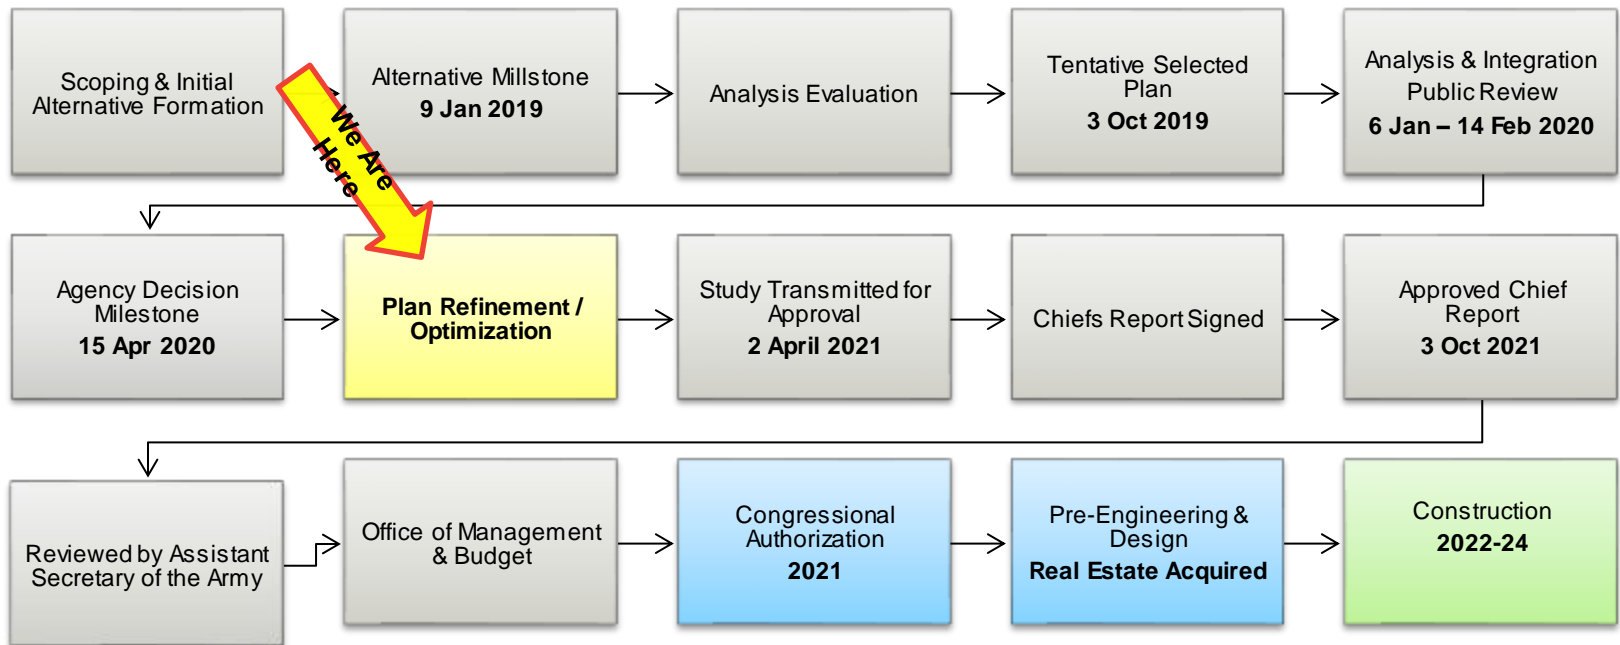 Scoping & Initial
Alternative Formation
Alternative Millstone
9 Jan 2019
Analysis Evaluation
Tentative Selected
Plan
3 Oct 2019
Analysis & Integration
Public Review
6 Jan – 14 Feb 2020
We Are
Here
Agency Decision
Milestone
15 Apr 2020
Plan Refinement /
Optimization
Study Transmitted for
Approval
2 April 2021
Chiefs Report Signed
Approved Chief
Report
3 Oct 2021
Reviewed by Assistant
Secretary of the Army
Office of Management
& Budget
Congressional
Authorization
2021
Pre-Engineering &
Design
Real Estate Acquired
Construction
2022-24